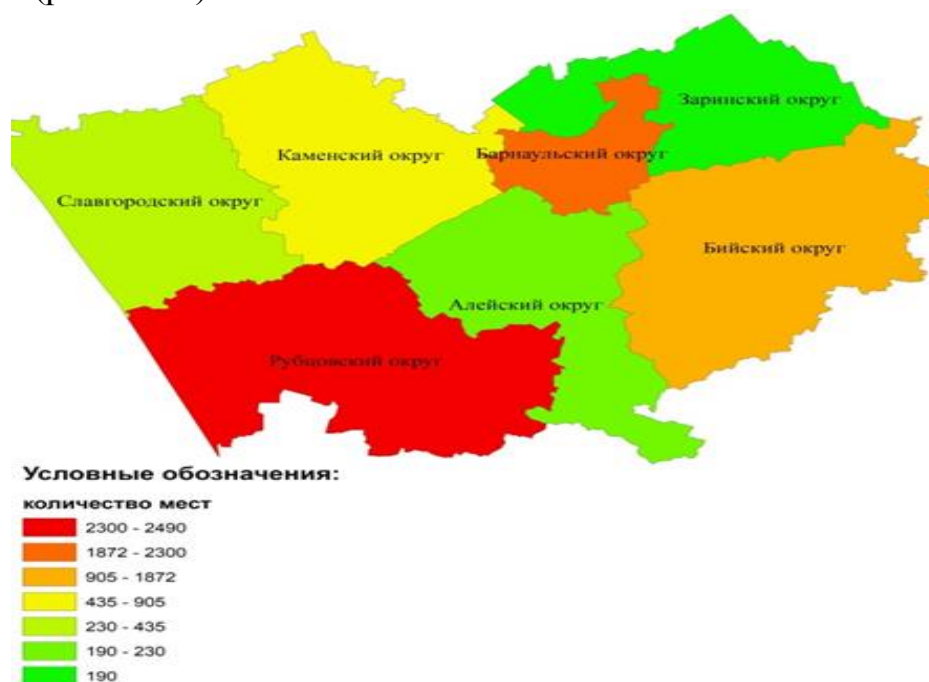 Заринский округ
Каменский округ
Барнаульский округ
Славгородский округ
Бийский округ
Алейский округ
Рубцовский округ
Условные обозначения:
количество мест
2300 - 2490
1872 - 2300
905 - 1872
435 - 905
230 - 435
190 - 230
190